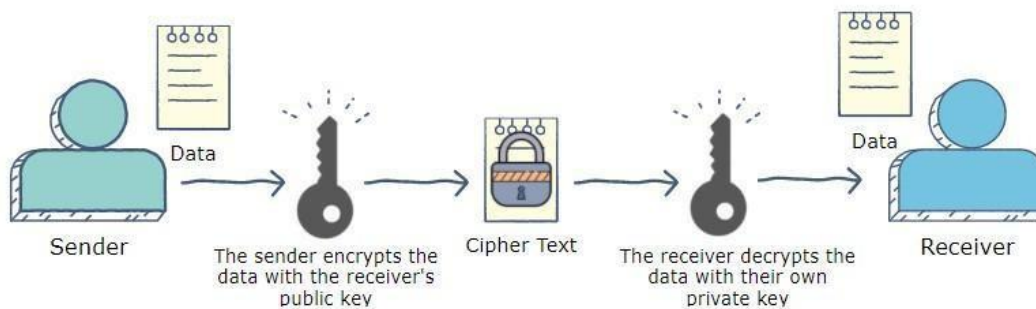 Data
Sender
The sender encrypts the
data with the receiver's
public key
Cipher Text
The receiver decrypts the
data with their own
private key
Data
Receiver